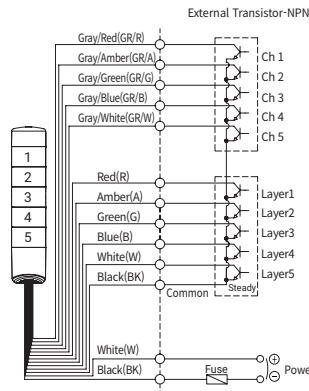 External Transistor-NPN
Gray/Red(GR/R)
Gray/Amber(GR/A)
Gray/Green(GR/G)
Gray/Blue(GR/B)
Gray/White(GR/W)
Ch 1
Ch 2
Ch 3
Ch 4
Ch 5
1
2
3
4
5
Red(R)
Amber(A)
Green(G)
Blue(B)
White(W)
Black(BK)
Common
Layer1
Layer2
Layer3
Layer4
Layer5
Steady
White(W)
Black(BK)
Fuse
Powe